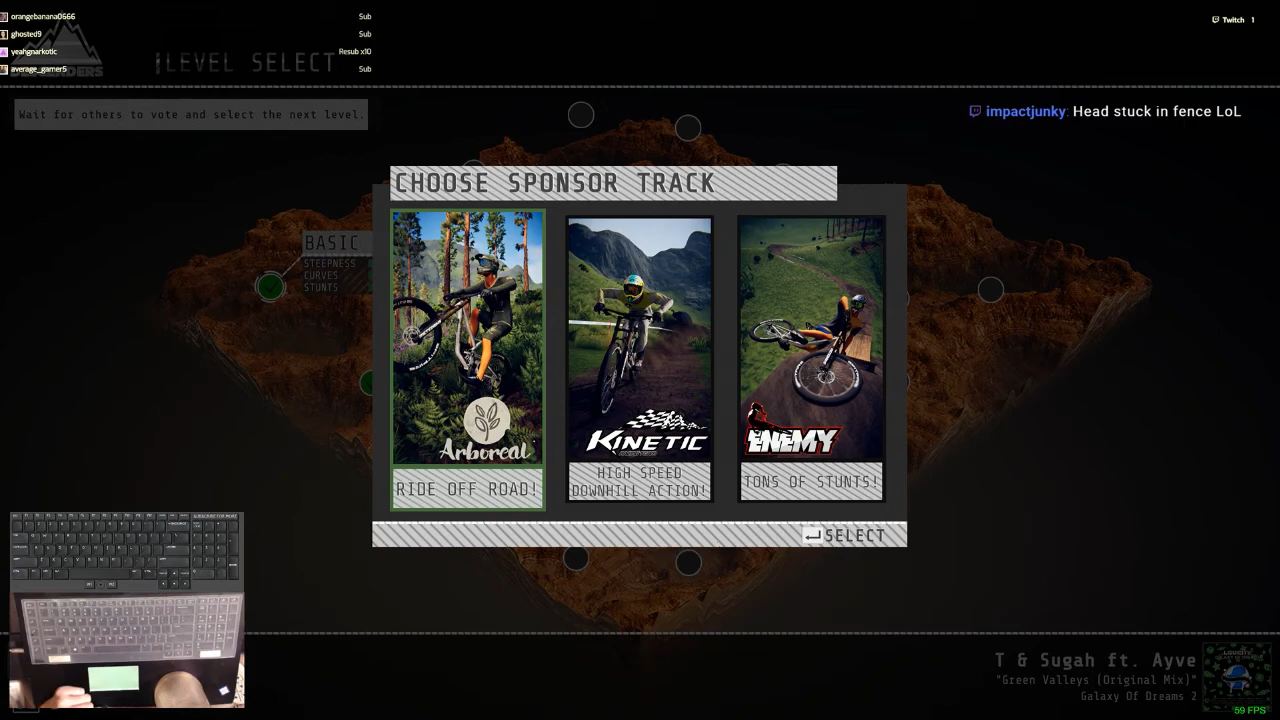 orangebanana0666 Sub
ghosted9 Sub
yeahgnarkotic Resub x10
average_gamer5 Sub
LEVEL SELECT
Twitch 1
Wait for others to vote and select the next level.
impactjunky: Head stuck in fence LoL
CHOOSE SPONSOR TRACK
BASIC
STEEPNESS
CURVES
STUNTS
Arboreal
KINETIC
ENEMY
RIDE OFF ROAD!
HIGH SPEED
DOWNHILL ACTION!
TONS OF STUNTS!
SELECT
SUBSCRIBE FOR MORE
T & Sugah ft. Ayve
"Green Valleys (Original Mix)"
Galaxy Of Dreams 2
59 FPS